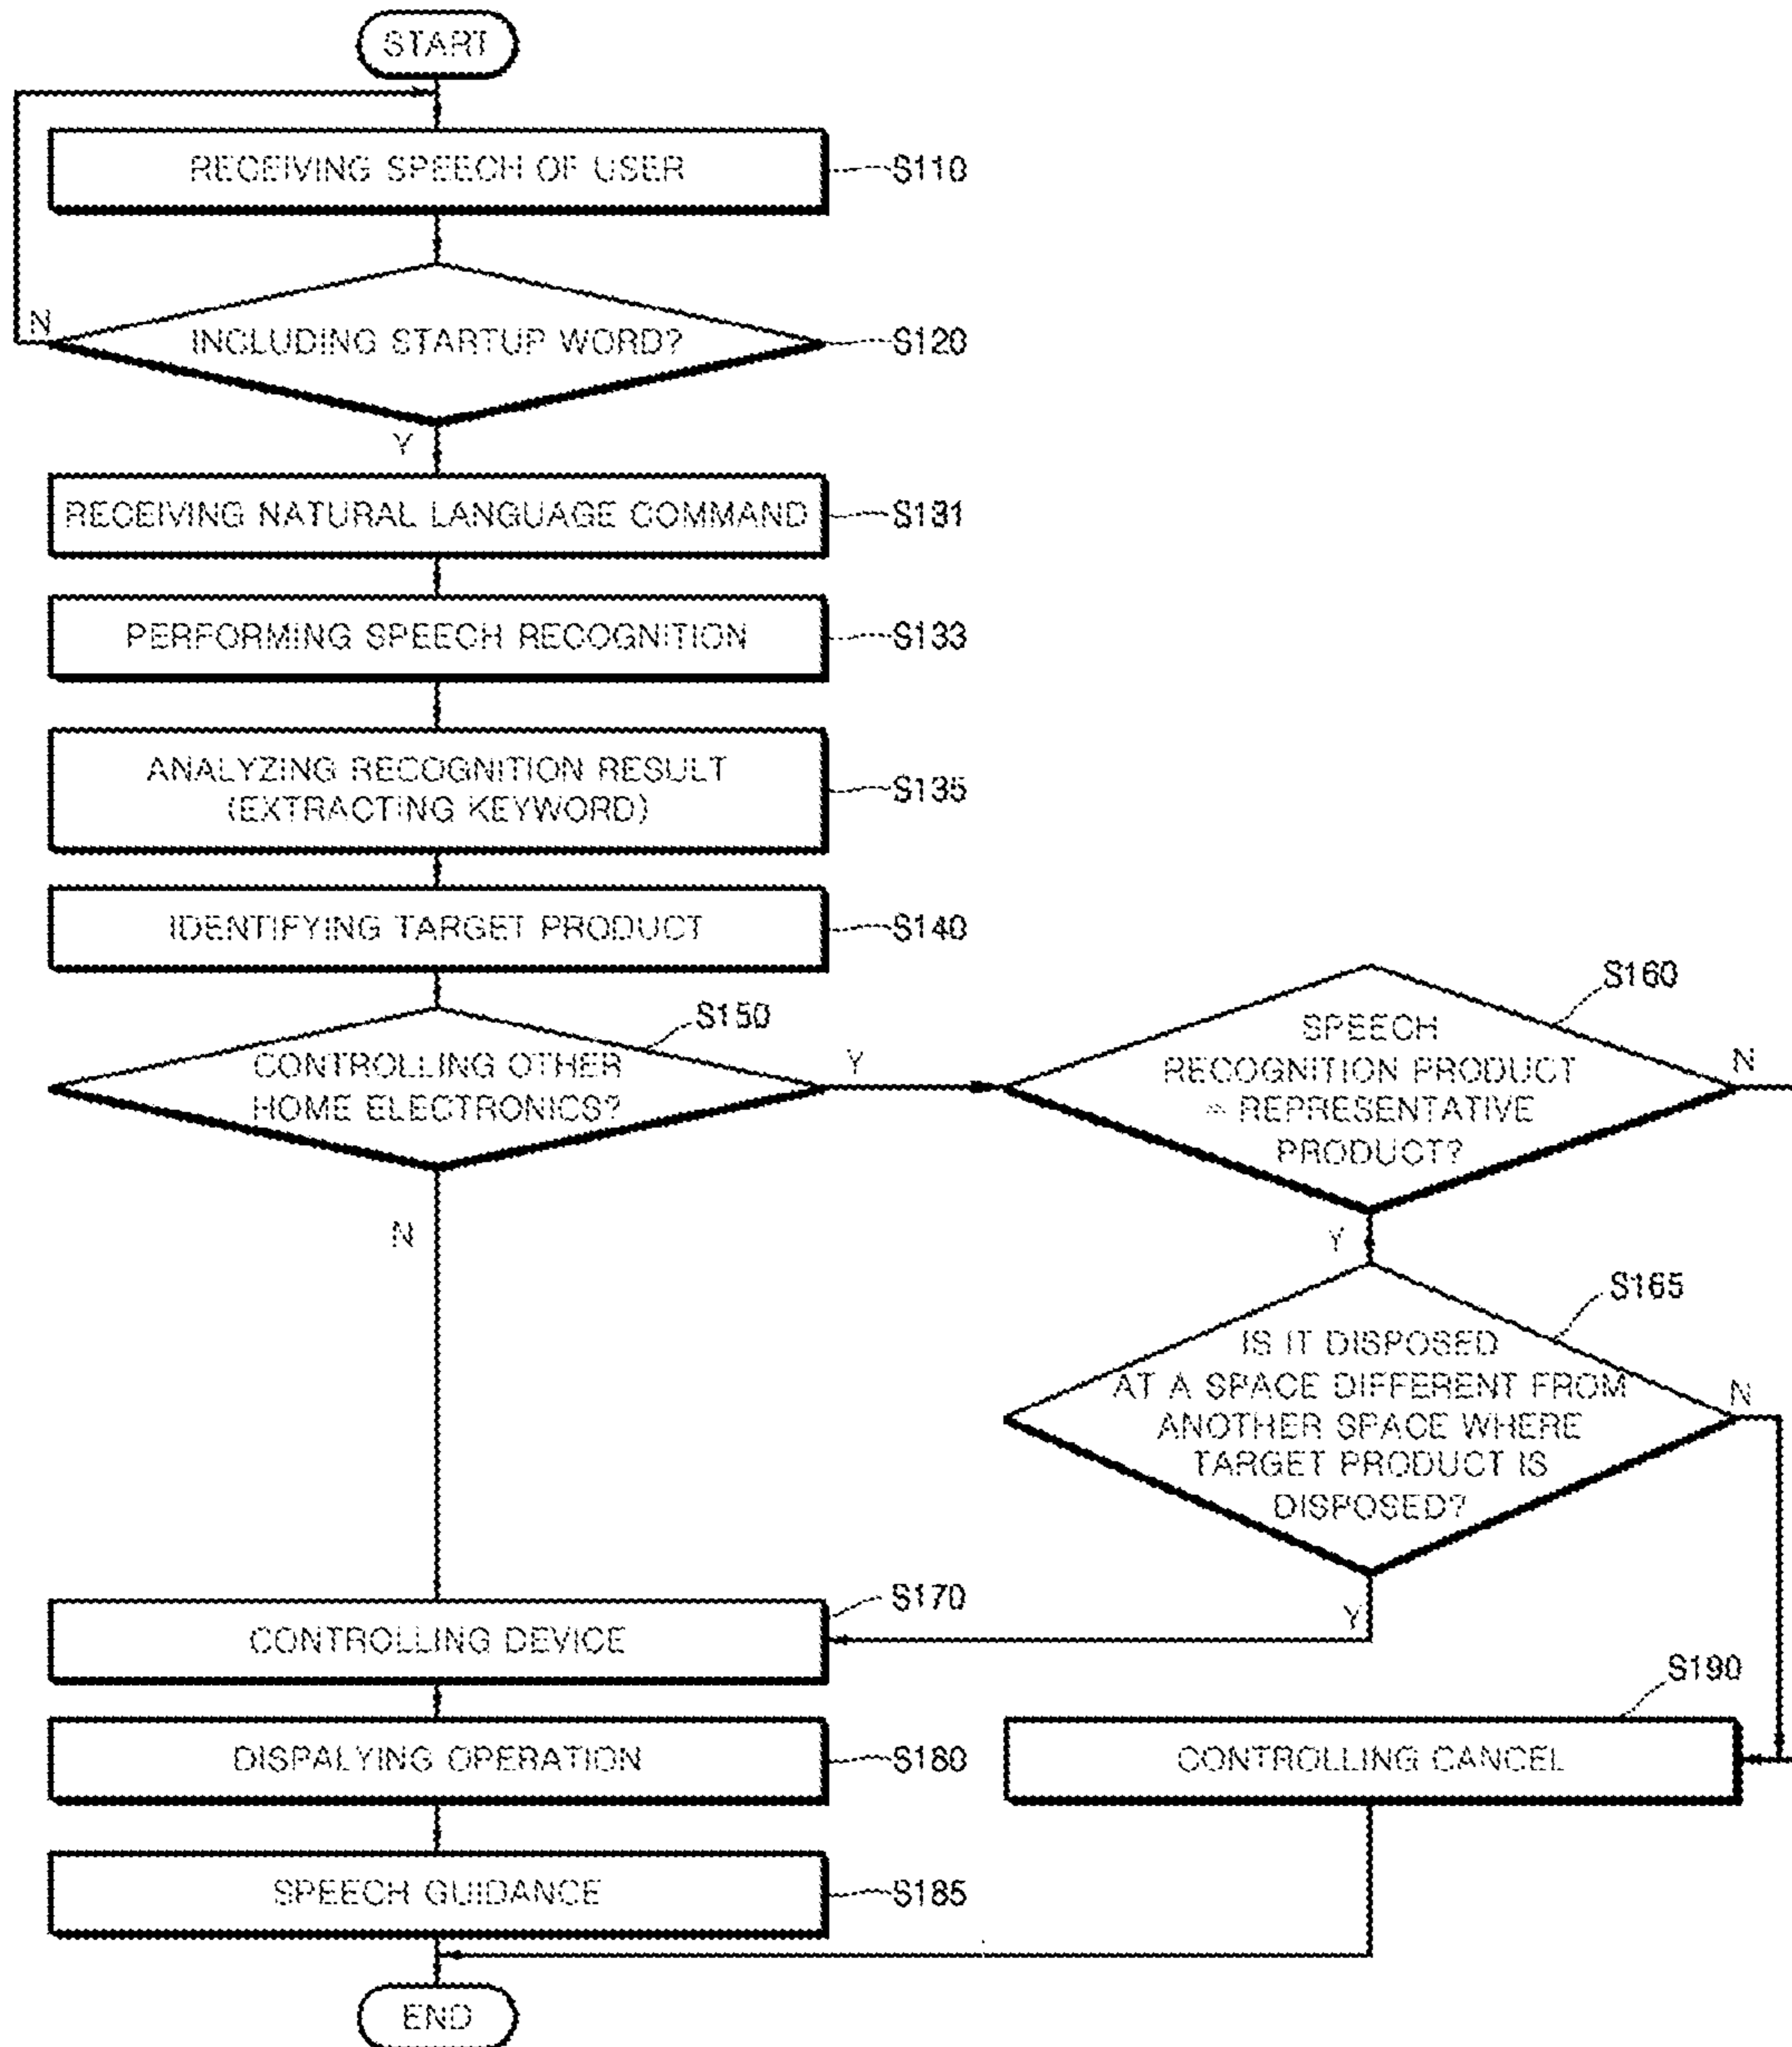 START
RECEIVING SPEECH OF USER
S110
N
INCLUDING STARTUP WORD?
S120
Y
RECEIVING NATURAL LANGUAGE COMMAND
S131
PERFORMING SPEECH RECOGNITION
S133
ANALYZING RECOGNITION RESULT
(EXTRACTING KEYWORD)
S135
IDENTIFYING TARGET PRODUCT
S140
S150
CONTROLLING OTHER
HOME ELECTRONICS?
Y
N
S160
SPEECH
RECOGNITION PRODUCT
= REPRESENTATIVE
PRODUCT?
N
Y
S165
IS IT DISPOSED
AT A SPACE DIFFERENT FROM
ANOTHER SPACE WHERE
TARGET PRODUCT IS
DISPOSED?
N
Y
S170
CONTROLLING DEVICE
S190
CONTROLLING CANCEL
DISPALYING OPERATION
S180
SPEECH GUIDANCE
S185
END